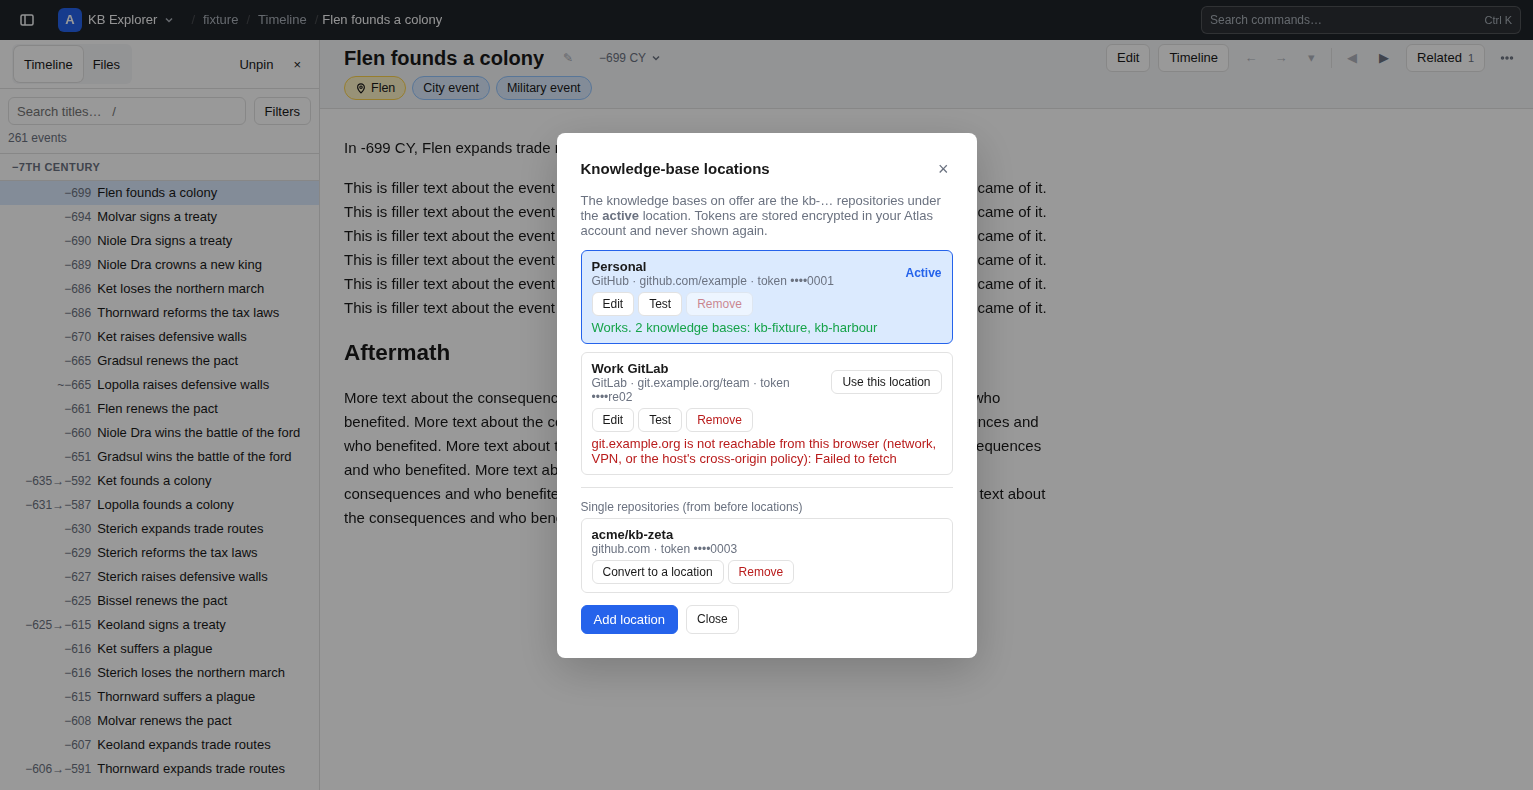 A KB Explorer / fixture / Timeline / Flen founds a colony
Search commands… Ctrl K
Timeline Files Unpin ×
Search titles… / Filters
261 events
−7TH CENTURY
−699 Flen founds a colony
−694 Molvar signs a treaty
−690 Niole Dra signs a treaty
−689 Niole Dra crowns a new king
−686 Ket loses the northern march
−686 Thornward reforms the tax laws
−670 Ket raises defensive walls
−665 Gradsul renews the pact
~−665 Lopolla raises defensive walls
−661 Flen renews the pact
−660 Niole Dra wins the battle of the ford
−651 Gradsul wins the battle of the ford
−635→−592 Ket founds a colony
−631→−587 Lopolla founds a colony
−630 Sterich expands trade routes
−629 Sterich reforms the tax laws
−627 Sterich raises defensive walls
−625 Bissel renews the pact
−625→−615 Keoland signs a treaty
−616 Ket suffers a plague
−616 Sterich loses the northern march
−615 Thornward suffers a plague
−608 Molvar renews the pact
−607 Keoland expands trade routes
−606→−591 Thornward expands trade routes
Flen founds a colony ✎ −699 CY
Edit Timeline ← → ▾ ◀ ▶ Related 1 •••
Flen City event Military event
In -699 CY, Flen expands trade
This is filler text about the event came of it.
This is filler text about the event came of it.
This is filler text about the event came of it.
This is filler text about the event came of it.
This is filler text about the event came of it.
This is filler text about the event came of it.
Aftermath
More text about the who
benefited. More text about the and
who benefited. More text about
and who benefited. More text
consequences and who text about
the consequences and who
Knowledge-base locations ×
The knowledge bases on offer are the kb-… repositories under
the active location. Tokens are stored encrypted in your Atlas
account and never shown again.
Personal
GitHub · github.com/example · token ••••0001
Active
Edit Test Remove
Works. 2 knowledge bases: kb-fixture, kb-harbour
Work GitLab
GitLab · git.example.org/team · token
••••re02
Use this location
Edit Test Remove
git.example.org is not reachable from this browser (network,
VPN, or the host's cross-origin policy): Failed to fetch
Single repositories (from before locations)
acme/kb-zeta
github.com · token ••••0003
Convert to a location Remove
Add location Close